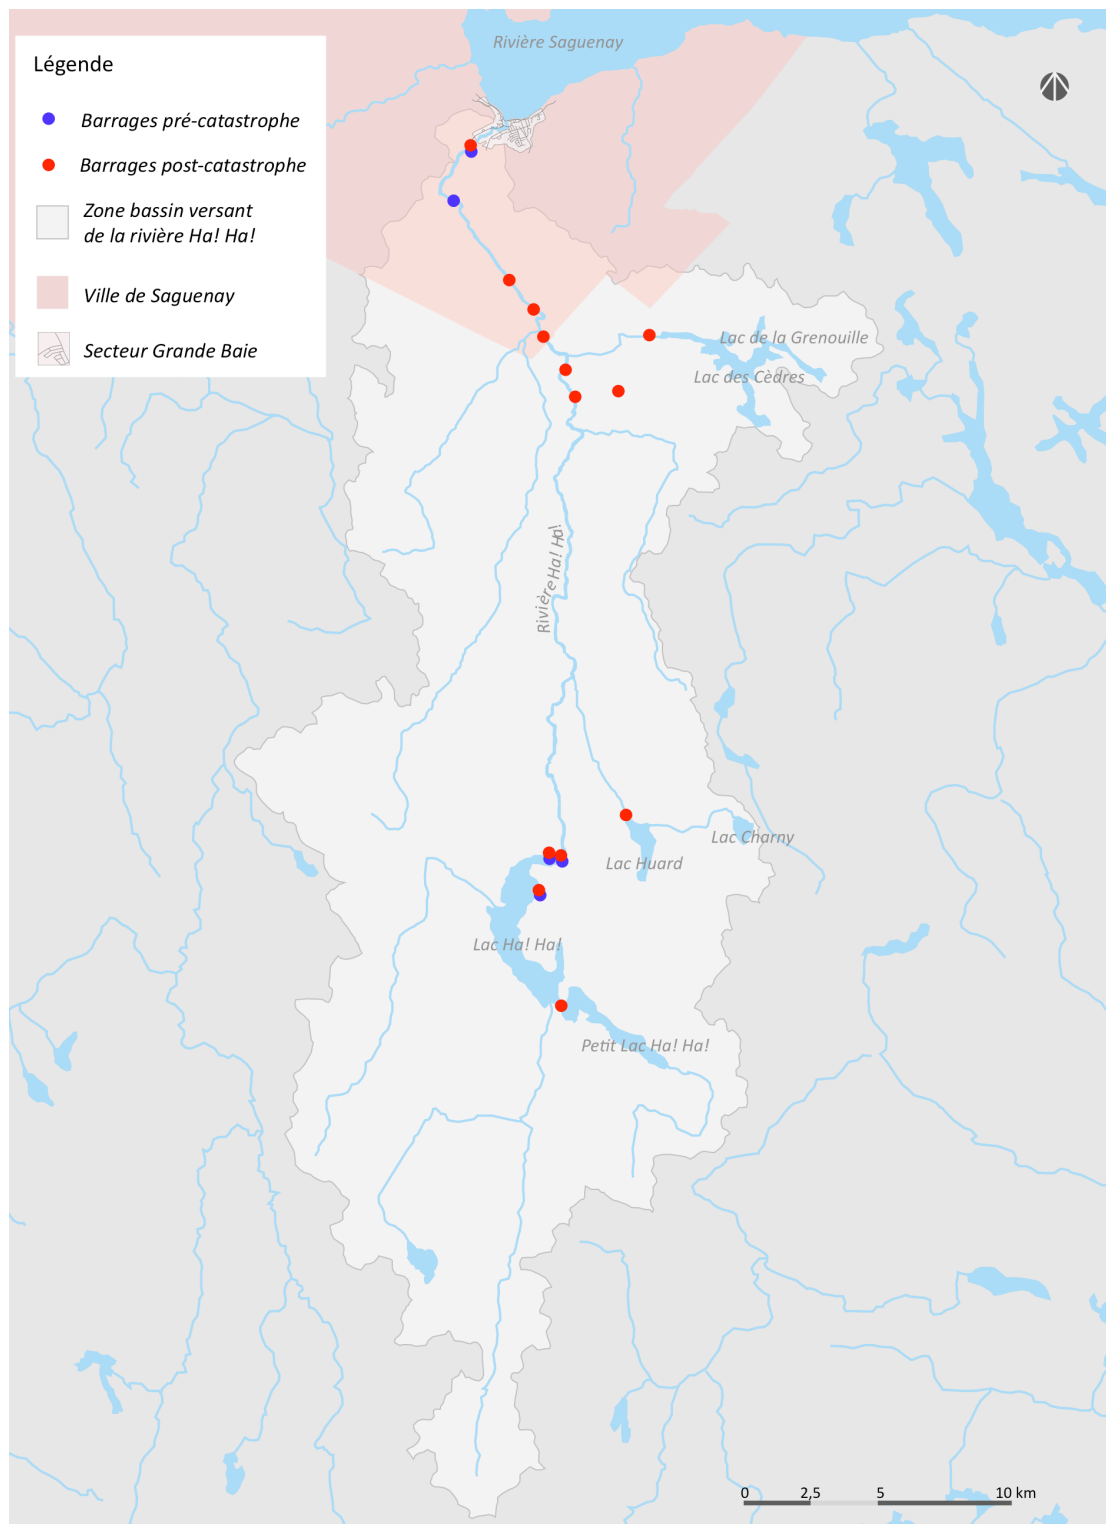 Rivière Saguenay
Légende
Barrages pré-catastrophe
Barrages post-catastrophe
Zone bassin versant
de la rivière Ha! Ha!
Ville de Saguenay
Secteur Grande Baie
Lac de la Grenouille
Lac des Cèdres
Rivière Ha! Ha!
Lac Charny
Lac Huard
Lac Ha! Ha!
Petit Lac Ha! Ha!
0 2,5 5 10 km